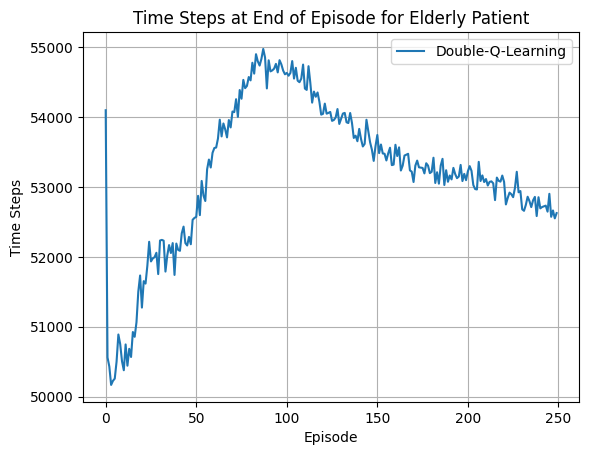 Time Steps at End of Episode for Elderly Patient
Double-Q-Learning
55000
54000
53000
52000
51000
50000
Time Steps
0 50 100 150 200 250
Episode